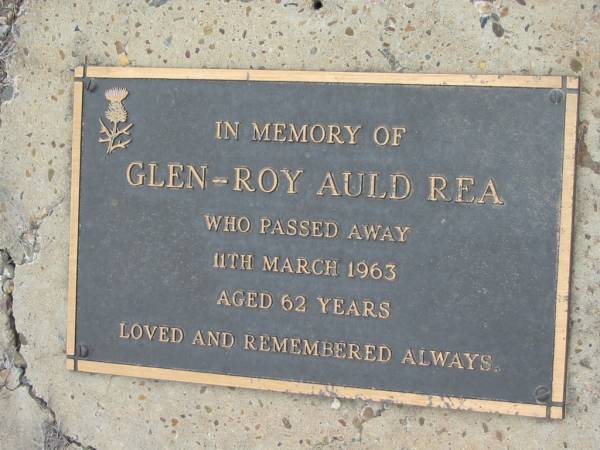 IN MEMORY OF
GLEN-ROY AULD REA
WHO PASSED AWAY
11TH MARCH 1963
AGED 62 YEARS
LOVED AND REMEMBERED ALWAYS.